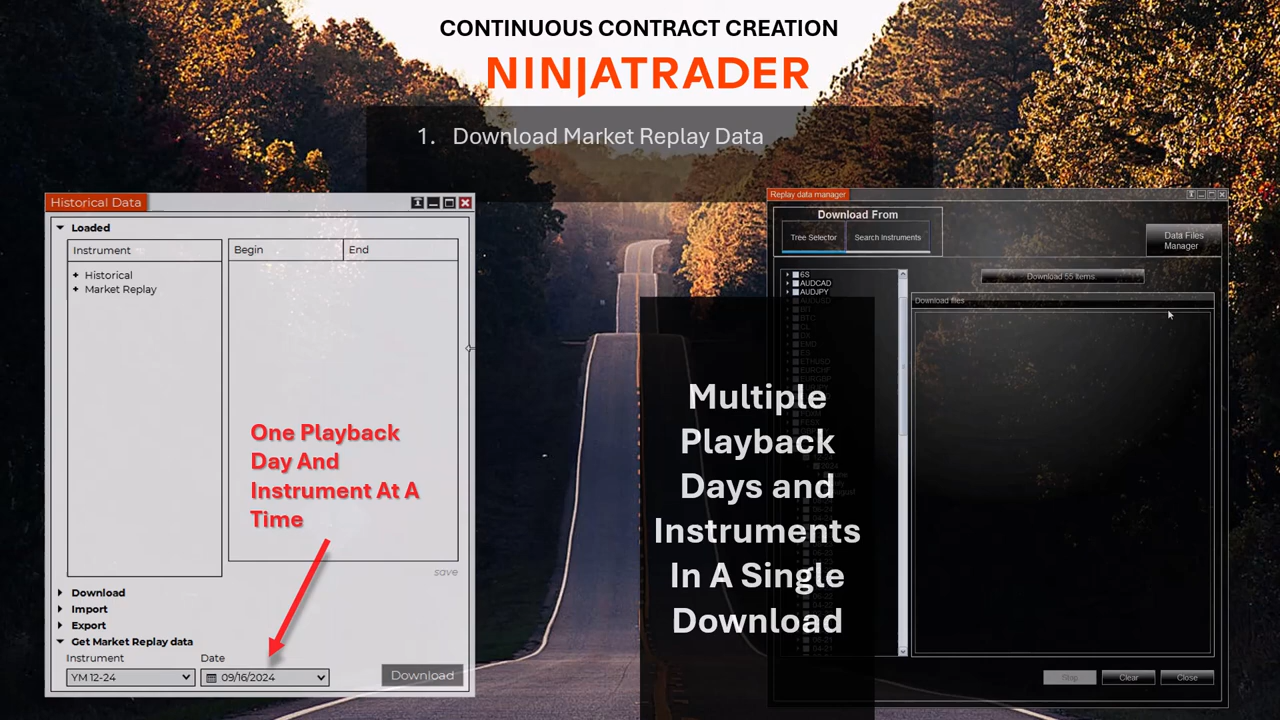 CONTINUOUS CONTRACT CREATION
NINJATRADER
1. Download Market Replay Data
Historical Data
Loaded
Instrument
Begin
End
Historical
Market Replay
One Playback
Day And
Instrument At A
Time
save
Download
Import
Export
Get Market Replay data
Instrument
Date
YM 12-24
09/16/2024
Download
Replay data manager
Download From
Tree Selector
Search Instruments
Data Files
Manager
Download 55 Items.
6S
AUDCAD
AUDJPY
Download files
Multiple
Playback
Days and
Instruments
In A Single
Download
Stop
Clear
Close